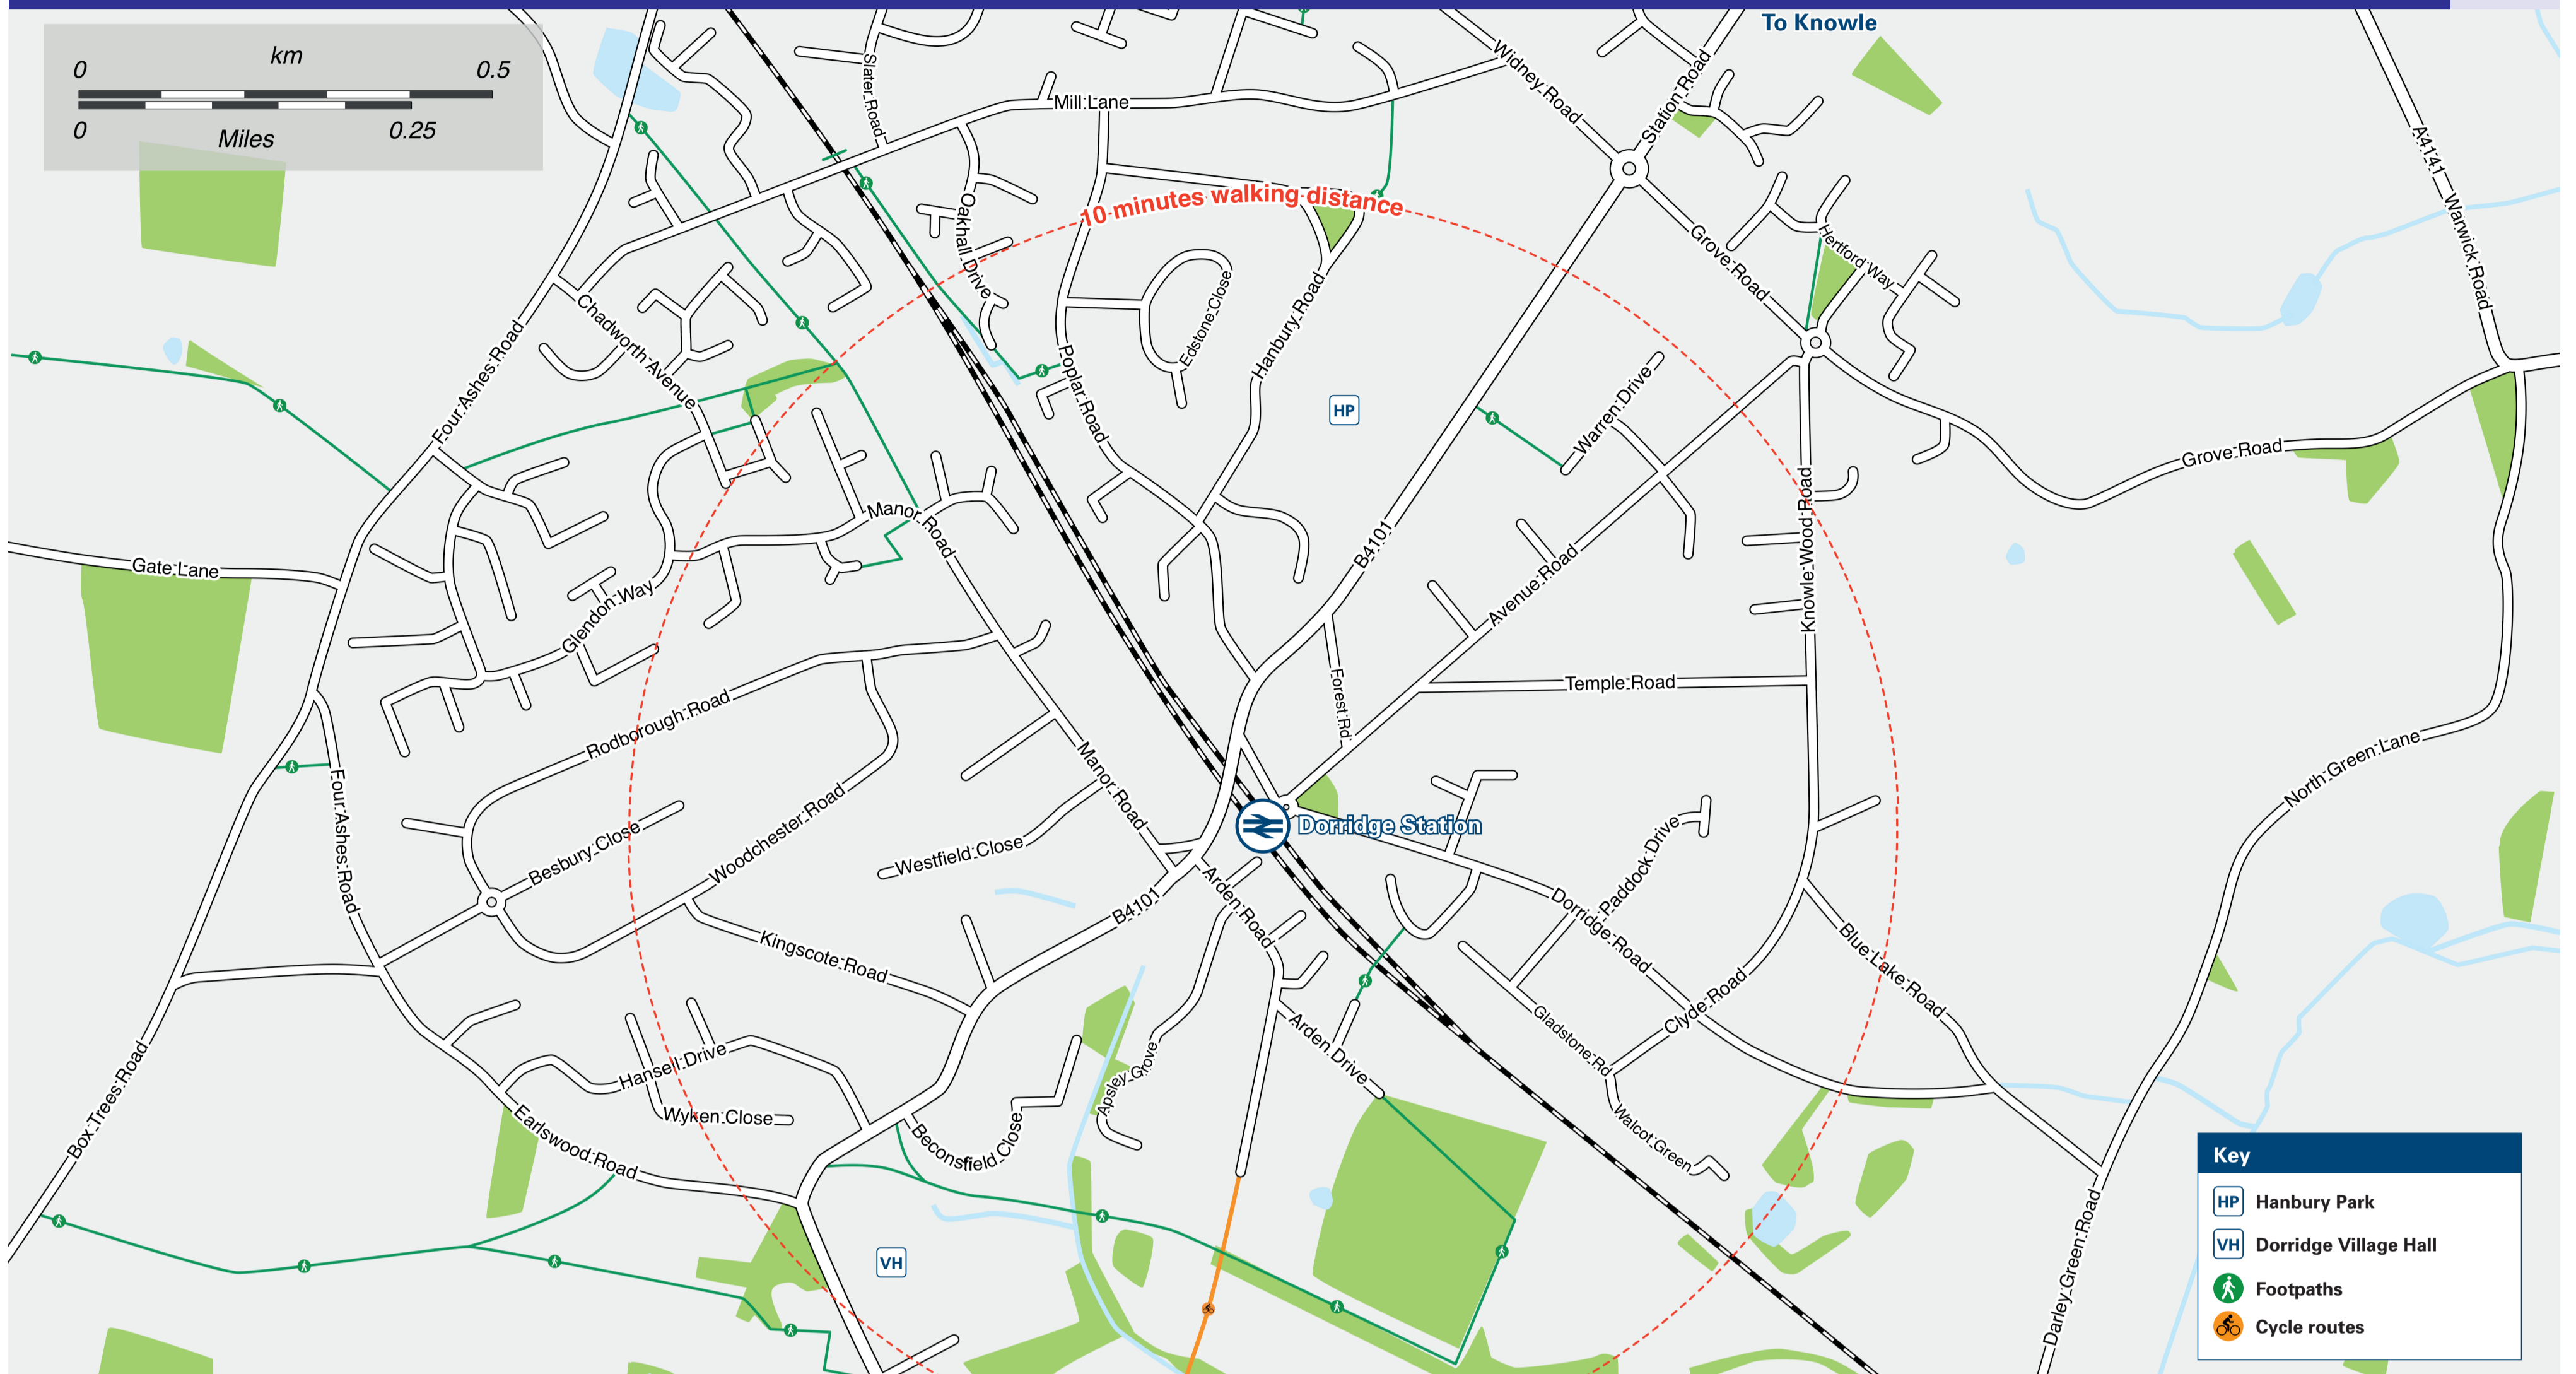 To Knowle
km
0
0.5
0
0.25
Miles
Slater Road
Mill Lane
Widney Road
Station Road
A4141
Warwick Road
10 minutes walking distance
Oakhall Drive
Grove Road
Hertford Way
Chadworth Avenue
Four Ashes Road
Edstone Close
Hanbury Road
Poplar Road
HP
Warren Drive
Grove Road
Knowle Wood Road
Manor Road
B4101
Avenue Road
Gate Lane
Glendon Way
Forest Rd
Temple Road
Rodborough Road
Manor Road
North Green Lane
Four Ashes Road
Dorridge Station
Besbury Close
Woodchester Road
Westfield Close
Paddock Drive
Arden Road
B4101
Dorridge Road
Kingscote Road
Blue Lake Road
Clyde Road
Gladstone Rd
Arden Drive
Hansell Drive
Apsley Grove
Box Trees Road
Wyken Close
Earlswood Road
Beconsfield Close
Walcot Green
Darley Green Road
VH
Key
HP Hanbury Park
VH Dorridge Village Hall
Footpaths
Cycle routes